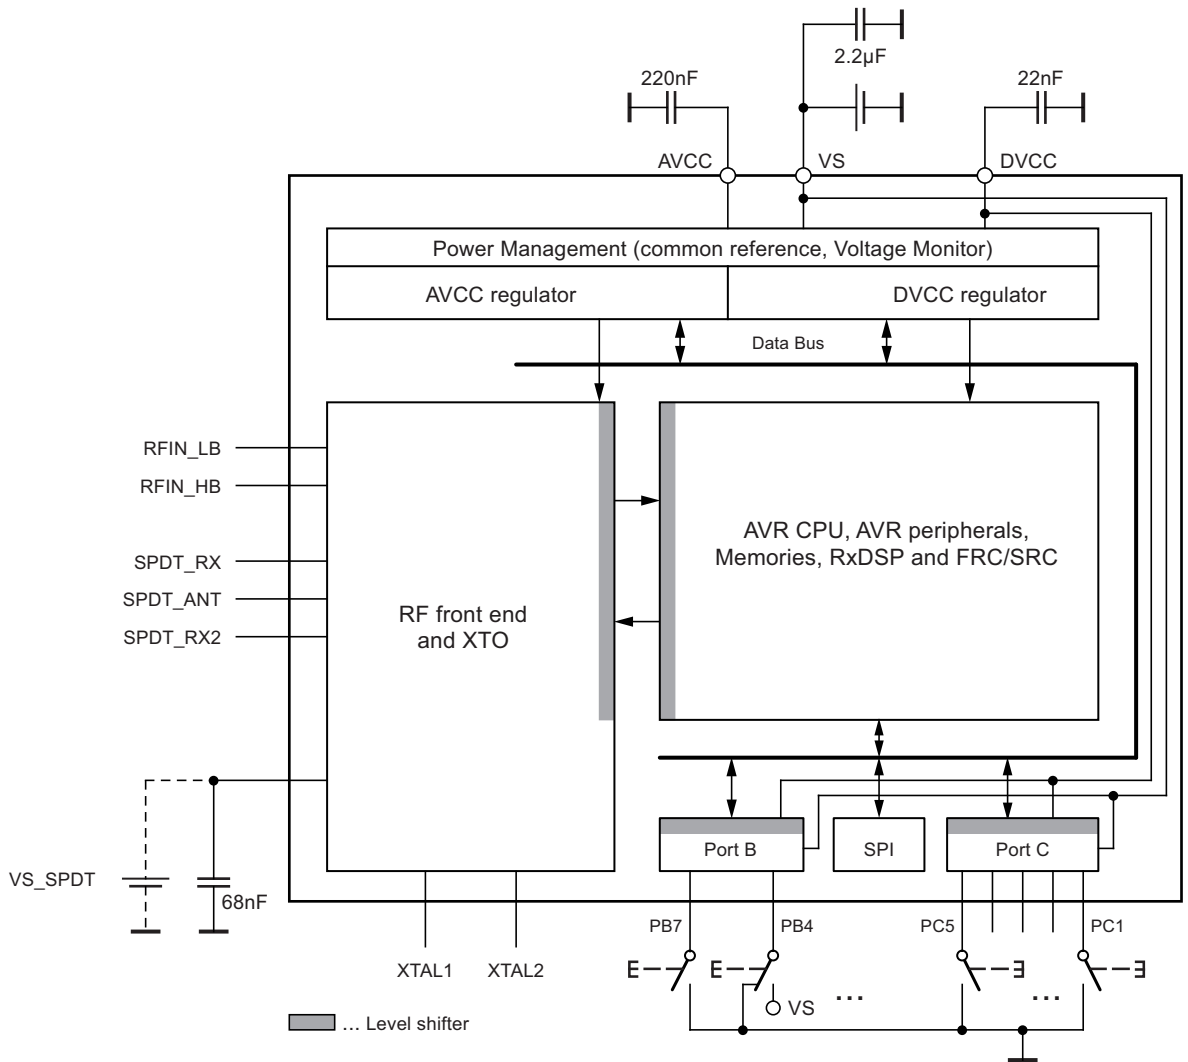 2.2µF
220nF
22nF
AVCC
VS
DVCC
Power Management (common reference, Voltage Monitor)
AVCC regulator
DVCC regulator
Data Bus
RFIN_LB
RFIN_HB
SPDT_RX
SPDT_ANT
SPDT_RX2
RF front end
and XTO
AVR CPU, AVR peripherals,
Memories, RxDSP and FRC/SRC
VS_SPDT
68nF
Port B
SPI
Port C
PB7
PB4
PC5
PC1
XTAL1
XTAL2
VS
...
...
... Level shifter